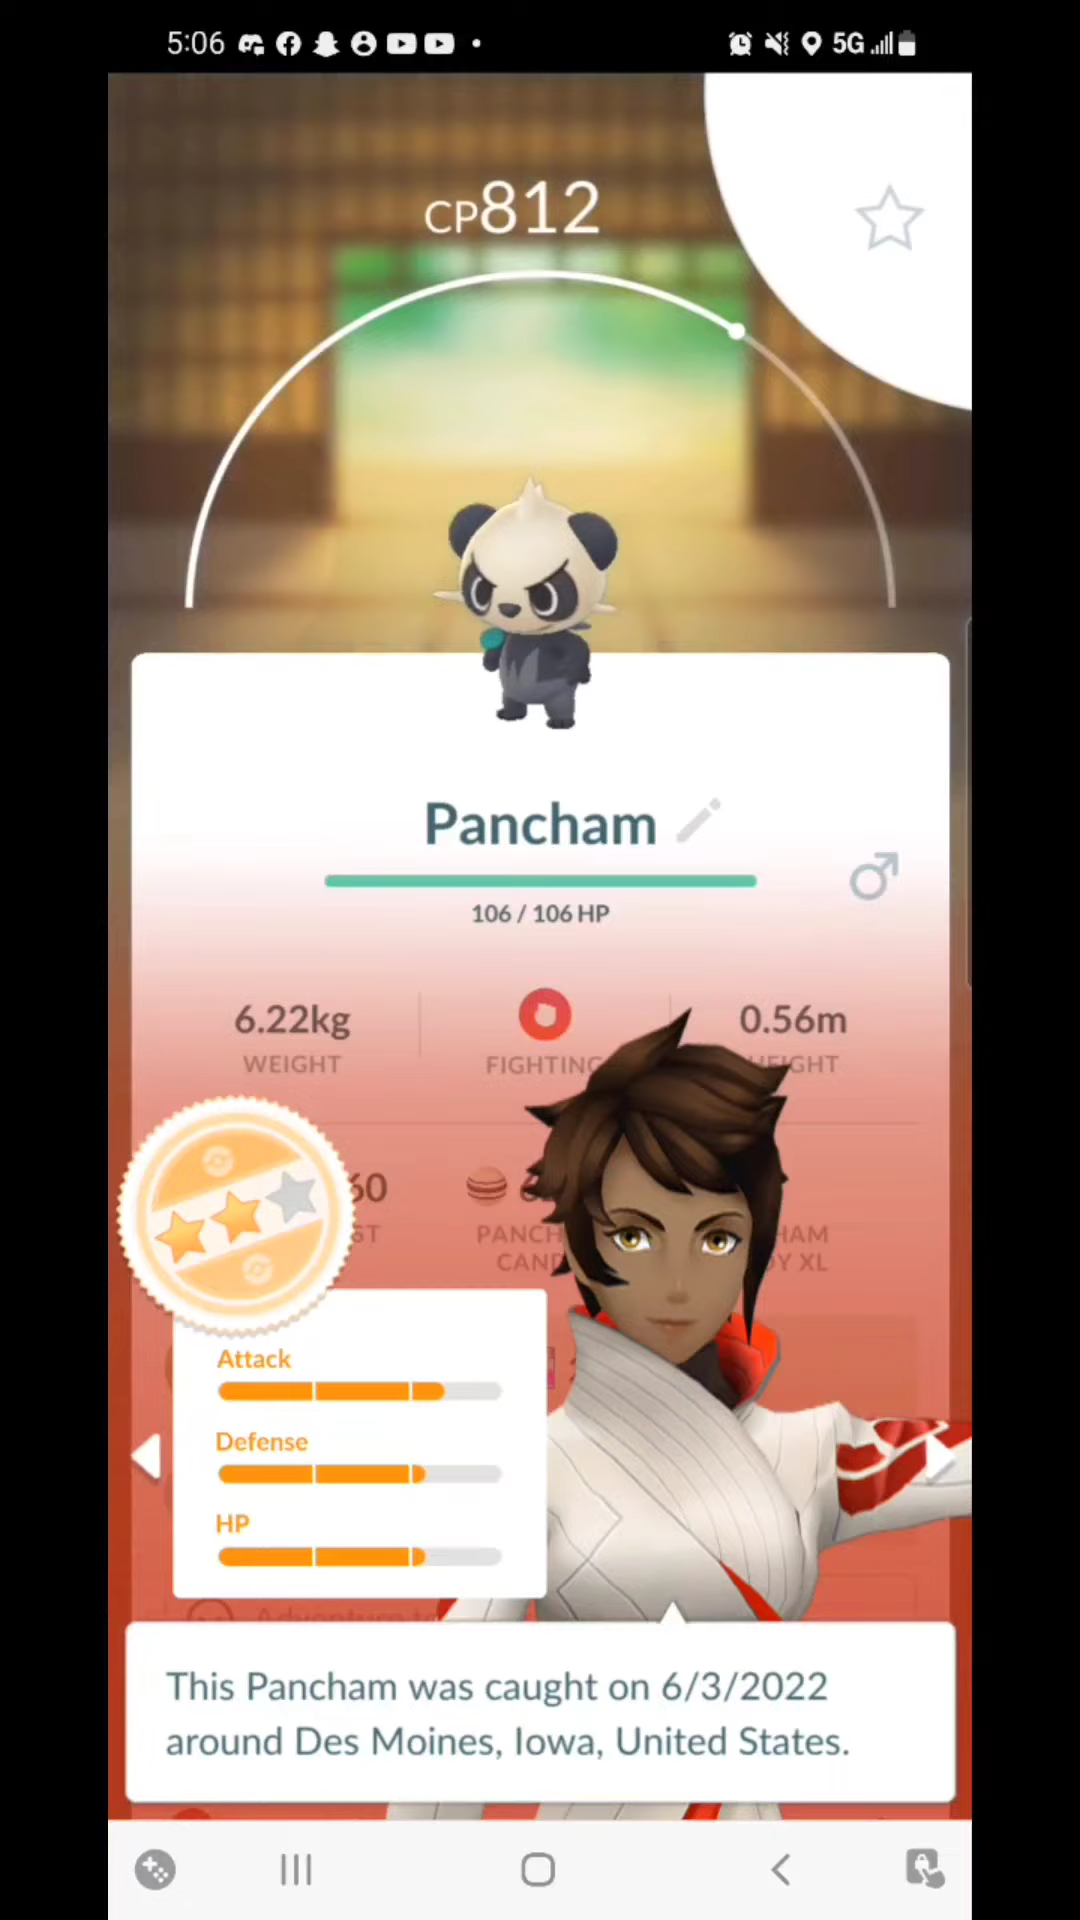 5:06
5G
CP812
Pancham
106 / 106 HP
6.22kg
0.56m
WEIGHT
FIGHTING
Attack
Defense
HP
This Pancham was caught on 6/3/2022
around Des Moines, Iowa, United States.